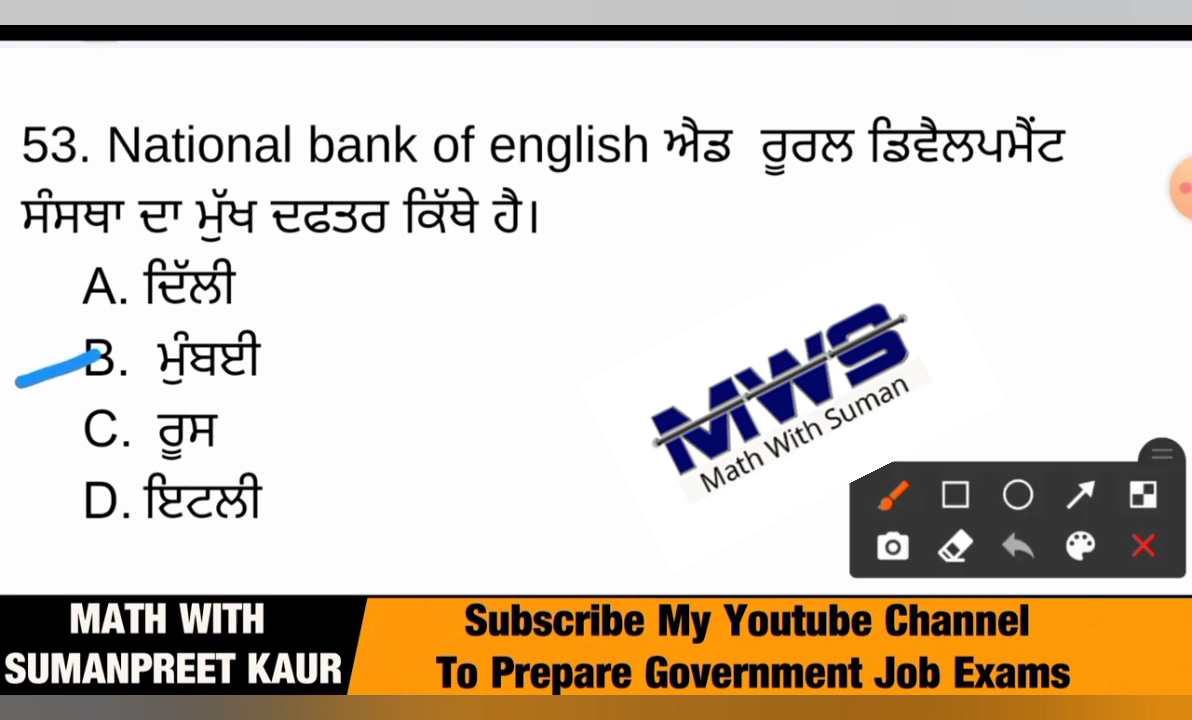 53. National bank of english ਐਡ ਰੂਰਲ ਡਿਵੈਲਪਮੈਂਟ
ਸੰਸਥਾ ਦਾ ਮੁੱਖ ਦਫਤਰ ਕਿੱਥੇ ਹੈ।
A. ਦਿੱਲੀ
B. ਮੁੰਬਈ
C. ਰੂਸ
D. ਇਟਲੀ
MWS
Math With Suman
MATH WITH
SUMANPREET KAUR
Subscribe My Youtube Channel
To Prepare Government Job Exams